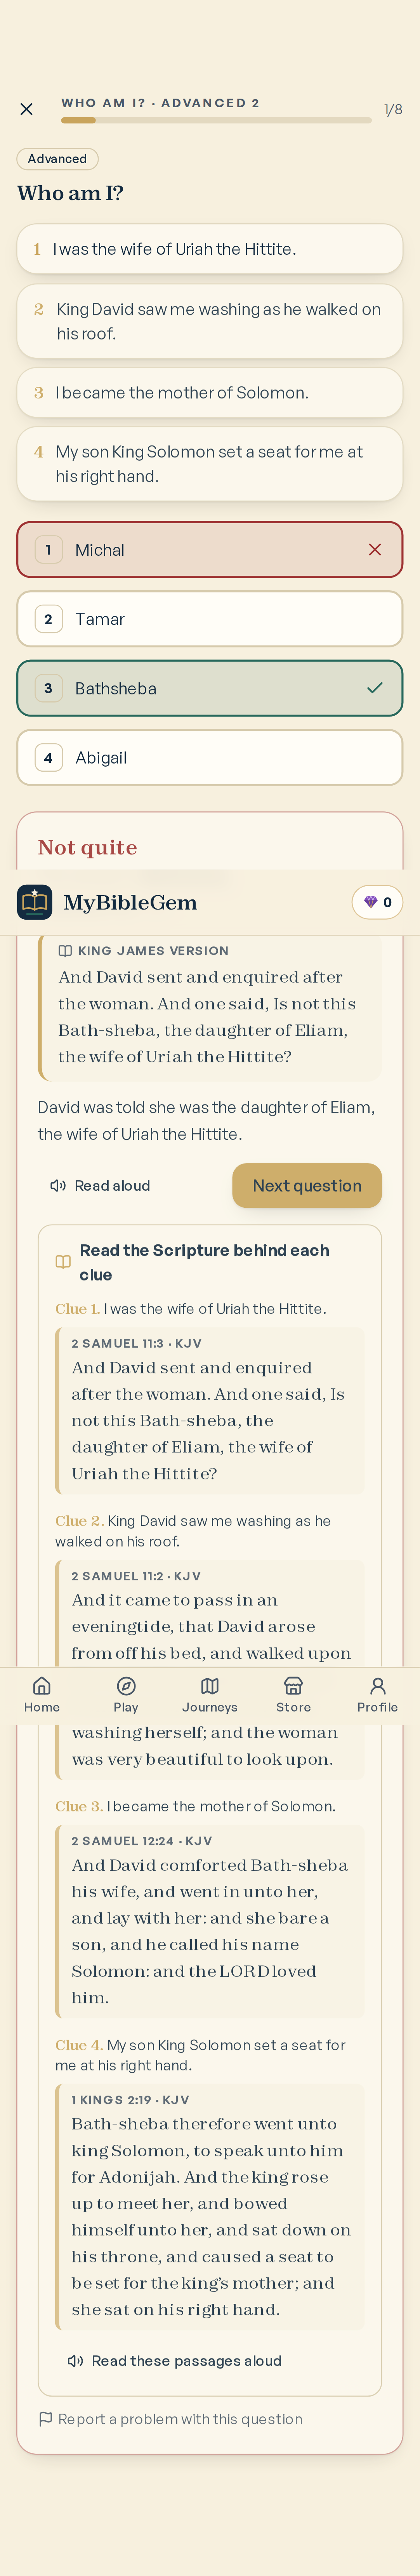 WHO AM I? · ADVANCED 2
1/8
Advanced
Who am I?
1 I was the wife of Uriah the Hittite.
2 King David saw me washing as he walked on
his roof.
3 I became the mother of Solomon.
4 My son King Solomon set a seat for me at
his right hand.
1 Michal
2 Tamar
3 Bathsheba
4 Abigail
Not quite
MyBibleGem
0
KING JAMES VERSION
And David sent and enquired after
the woman. And one said, Is not this
Bath-sheba, the daughter of Eliam,
the wife of Uriah the Hittite?
David was told she was the daughter of Eliam,
the wife of Uriah the Hittite.
Read aloud
Next question
Read the Scripture behind each
clue
Clue 1. I was the wife of Uriah the Hittite.
2 SAMUEL 11:3 · KJV
And David sent and enquired
after the woman. And one said, Is
not this Bath-sheba, the
daughter of Eliam, the wife of
Uriah the Hittite?
Clue 2. King David saw me washing as he
walked on his roof.
2 SAMUEL 11:2 · KJV
And it came to pass in an
eveningtide, that David arose
from off his bed, and walked upon
Home
Play
Journeys
Store
Profile
washing herself; and the woman
was very beautiful to look upon.
Clue 3. I became the mother of Solomon.
2 SAMUEL 12:24 · KJV
And David comforted Bath-sheba
his wife, and went in unto her,
and lay with her: and she bare a
son, and he called his name
Solomon: and the LORD loved
him.
Clue 4. My son King Solomon set a seat for
me at his right hand.
1 KINGS 2:19 · KJV
Bath-sheba therefore went unto
king Solomon, to speak unto him
for Adonijah. And the king rose
up to meet her, and bowed
himself unto her, and sat down on
his throne, and caused a seat to
be set for the king's mother; and
she sat on his right hand.
Read these passages aloud
Report a problem with this question